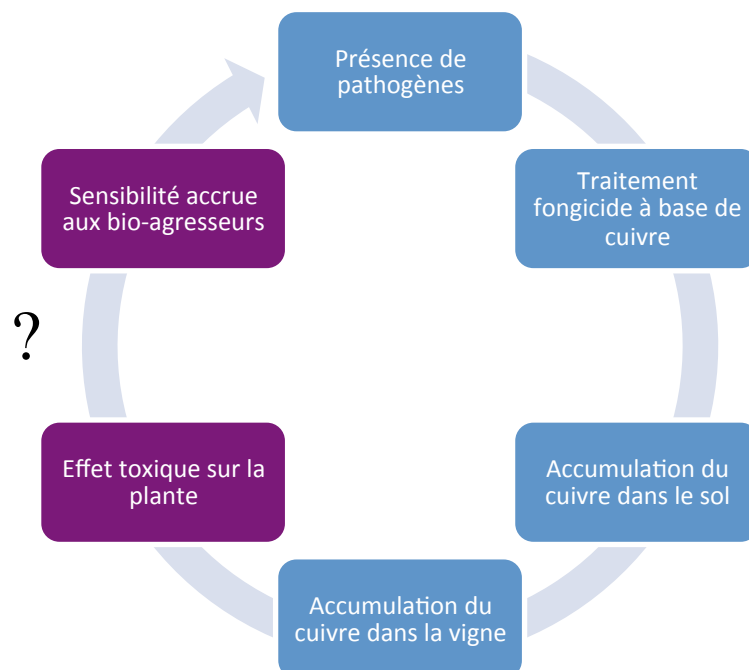 Présence de
pathogènes
Traitement
fongicide à base de
cuivre
Accumulation du
cuivre dans le sol
Accumulation du
cuivre dans la vigne
Effet toxique sur la
plante
?
Sensibilité accrue
aux bio-agresseurs